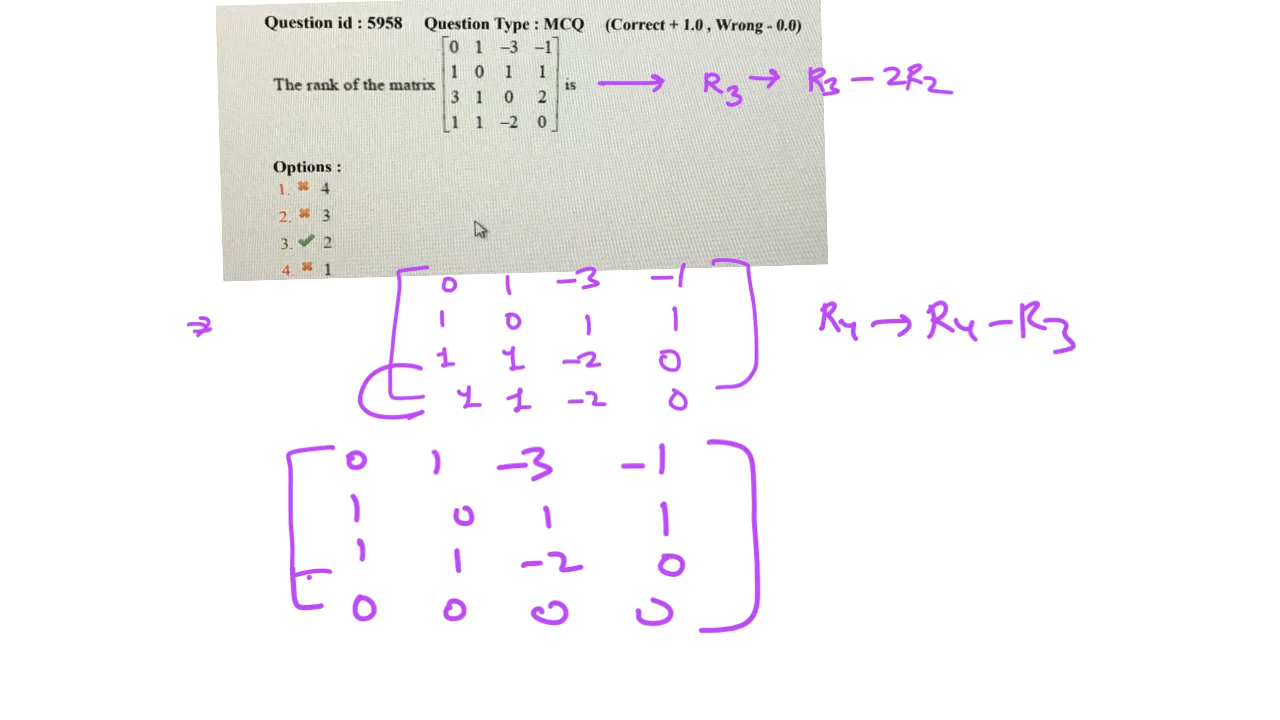 Question id : 5958 Question Type : MCQ (Correct + 1.0 , Wrong - 0.0)
The rank of the matrix
0 1 −3 −1
1 0 1 1
3 1 0 2
1 1 −2 0
is → R3 → R3 − 2R2
Options :
1. ✖ 4
2. ✖ 3
3. ✔ 2
4. ✖ 1
⇒
0 1 −3 −1
1 0 1 1
1 1 −2 0
1 1 −2 0
R4 → R4 − R3
0 1 −3 −1
1 0 1 1
1 1 −2 0
0 0 0 0